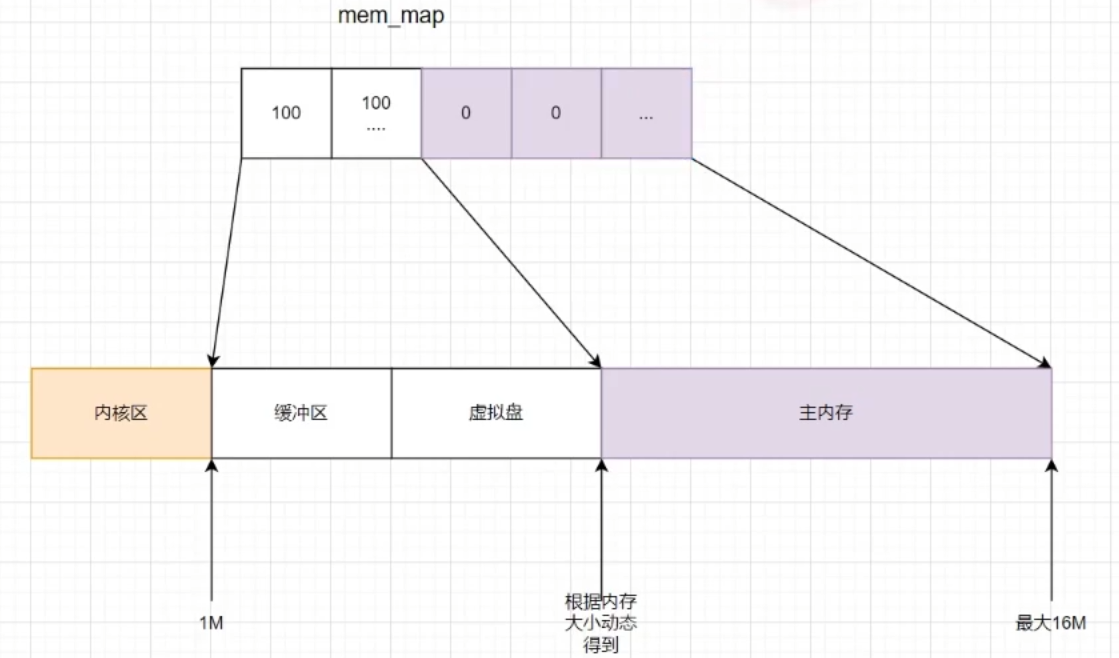 mem_map
100
100
....
0
0
...
内核区
缓冲区
虚拟盘
主内存
1M
根据内存
大小动态
得到
最大16M